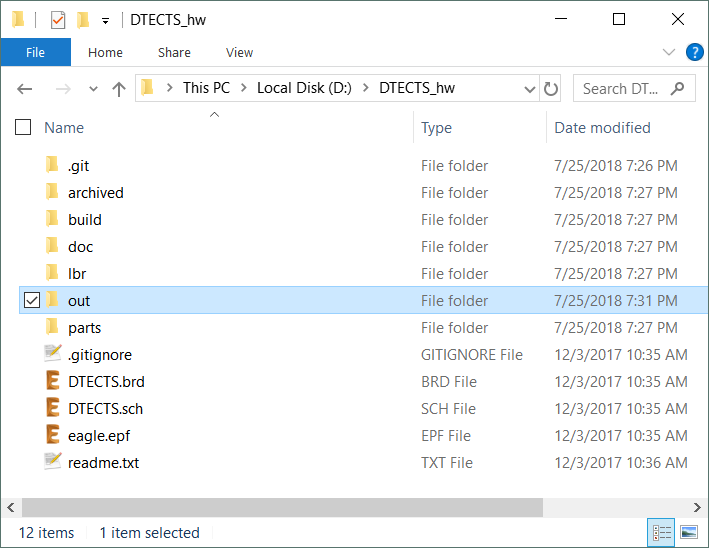 DTECTS_hw
File Home Share View
This PC Local Disk (D:) DTECTS_hw Search DT...
Name Type Date modified
.git File folder 7/25/2018 7:26 PM
archived File folder 7/25/2018 7:27 PM
build File folder 7/25/2018 7:27 PM
doc File folder 7/25/2018 7:27 PM
lbr File folder 7/25/2018 7:27 PM
out File folder 7/25/2018 7:31 PM
parts File folder 7/25/2018 7:27 PM
.gitignore GITIGNORE File 12/3/2017 10:35 AM
DTECTS.brd BRD File 12/3/2017 10:35 AM
DTECTS.sch SCH File 12/3/2017 10:35 AM
eagle.epf EPF File 12/3/2017 10:35 AM
readme.txt TXT File 12/3/2017 10:36 AM
12 items 1 item selected